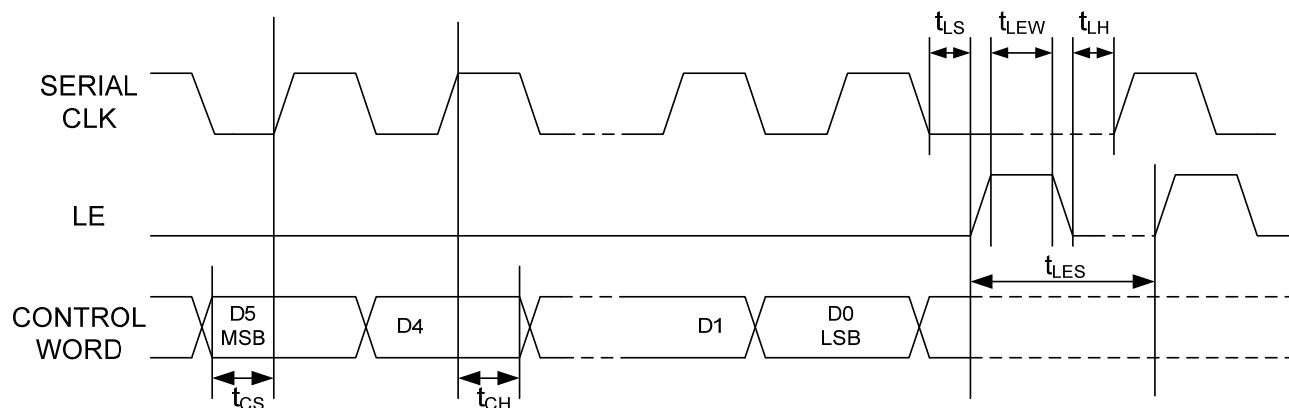 t_LS t_LEW t_LH
SERIAL
CLK
LE
t_LES
CONTROL
WORD
D5
MSB
D4
D1
D0
LSB
t_CS
t_CH